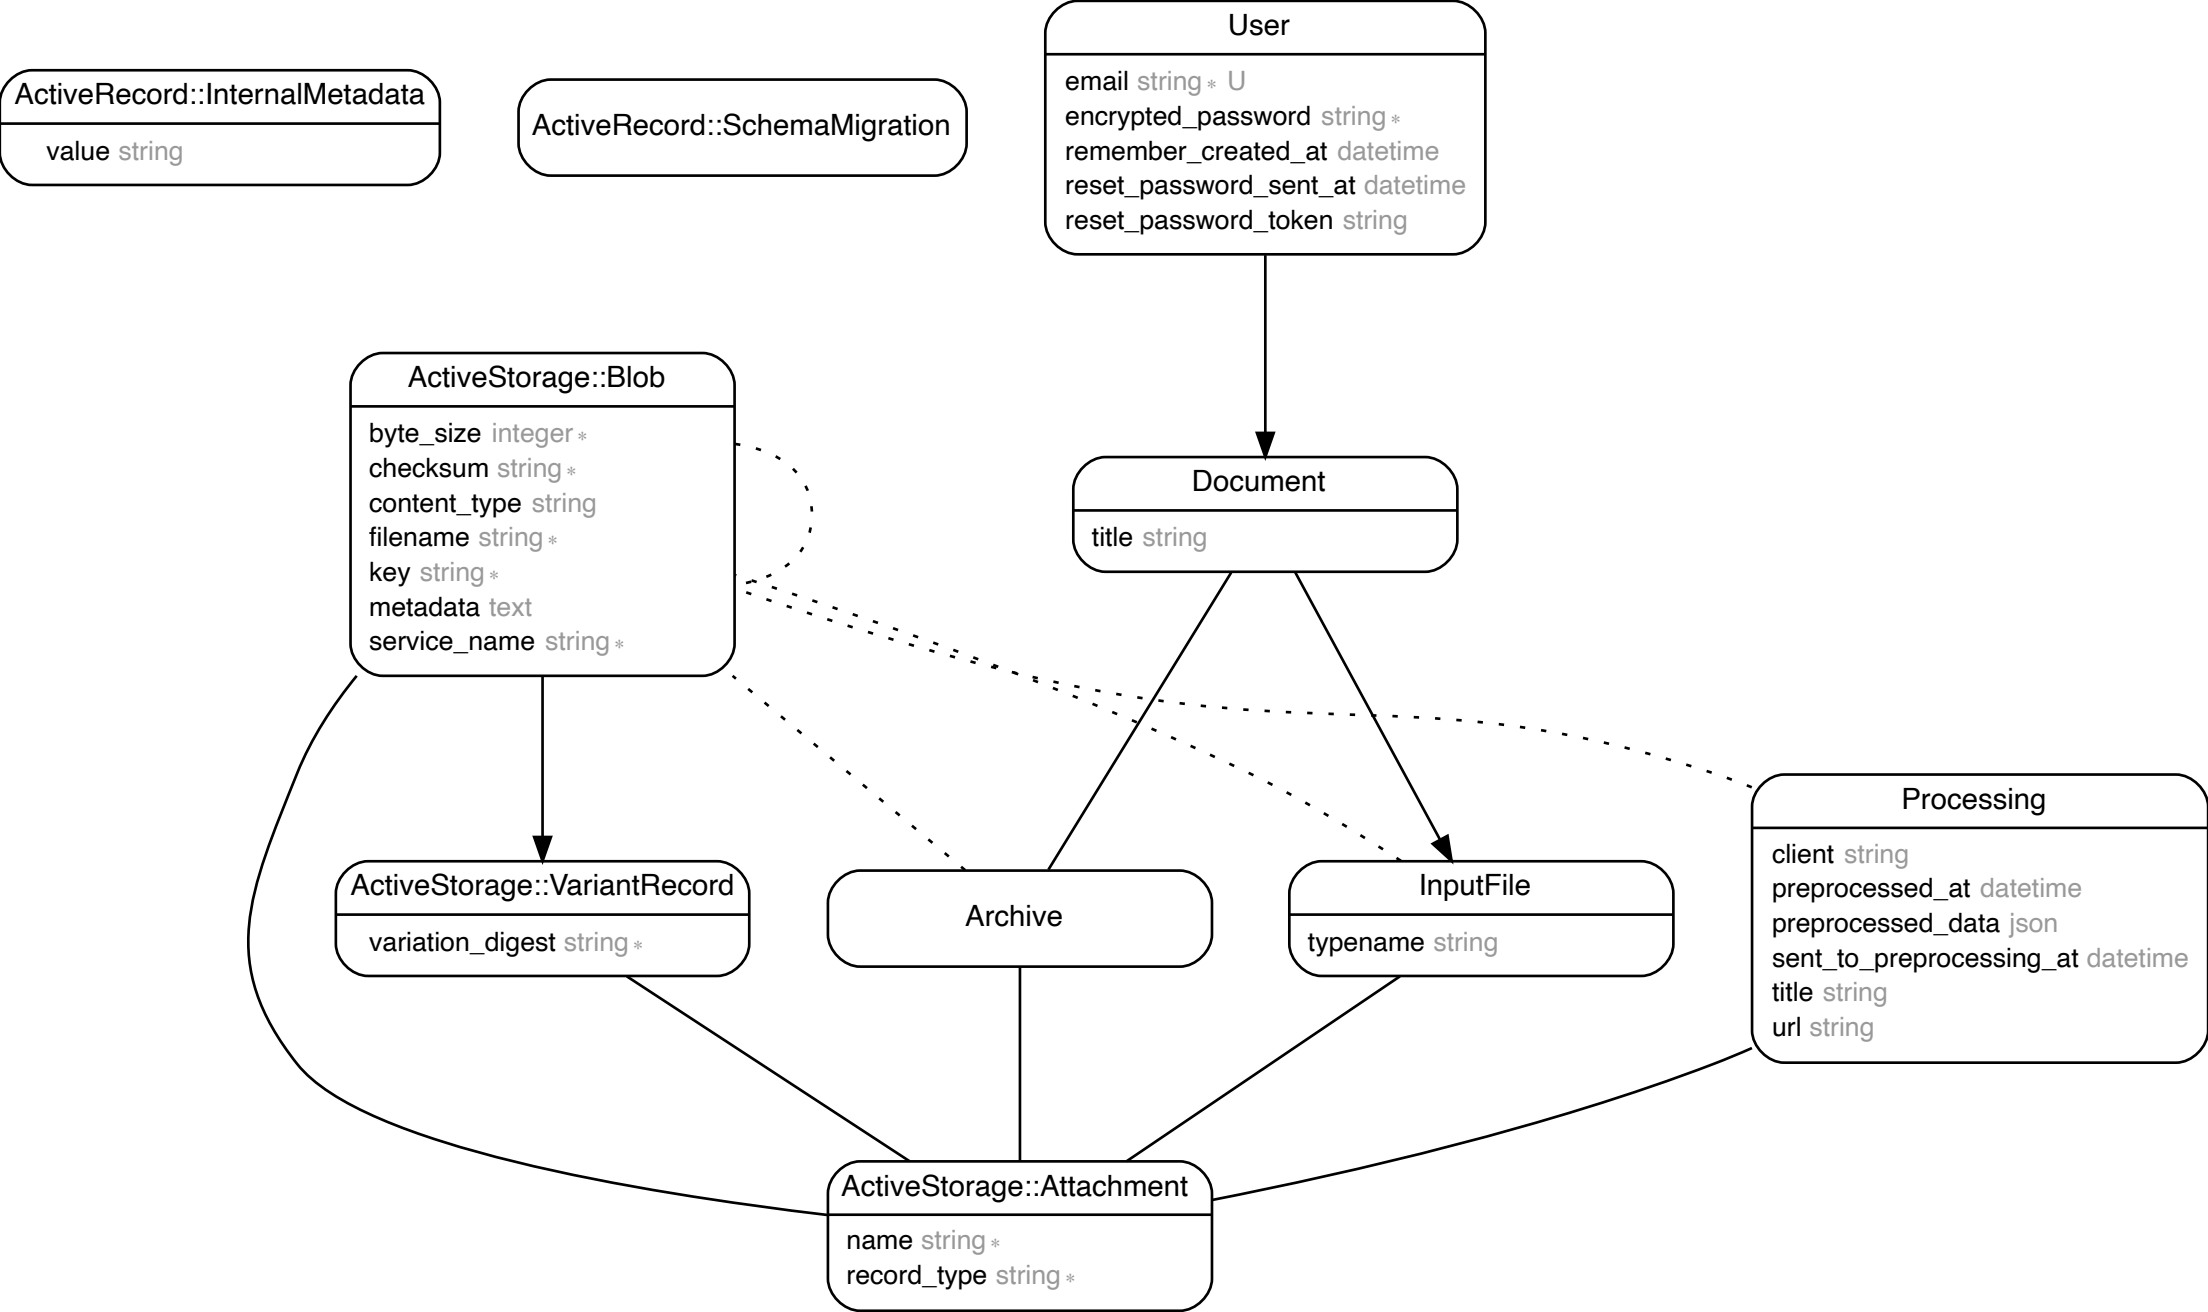 User
email string* U
encrypted_password string*
remember_created_at datetime
reset_password_sent_at datetime
reset_password_token string
ActiveRecord::InternalMetadata
value string
ActiveRecord::SchemaMigration
ActiveStorage::Blob
byte_size integer*
checksum string*
content_type string
filename string*
key string*
metadata text
service_name string*
Document
title string
Processing
client string
preprocessed_at datetime
preprocessed_data json
sent_to_preprocessing_at datetime
title string
url string
ActiveStorage::VariantRecord
variation_digest string*
Archive
InputFile
typename string
ActiveStorage::Attachment
name string*
record_type string*